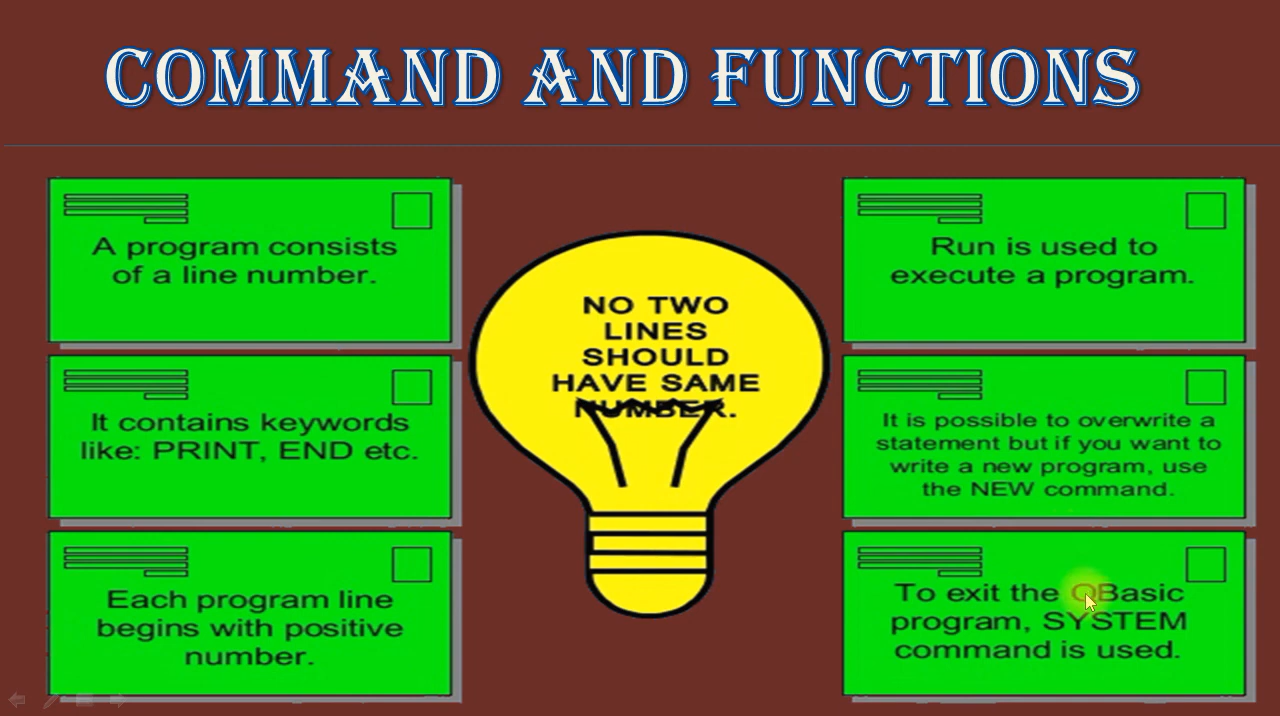 COMMAND AND FUNCTIONS
A program consists
of a line number.
It contains keywords
like: PRINT, END etc.
Each program line
begins with positive
number.
NO TWO
LINES
SHOULD
HAVE SAME
NUMBER.
Run is used to
execute a program.
It is possible to overwrite a
statement but if you want to
write a new program, use
the NEW command.
To exit the QBasic
program, SYSTEM
command is used.